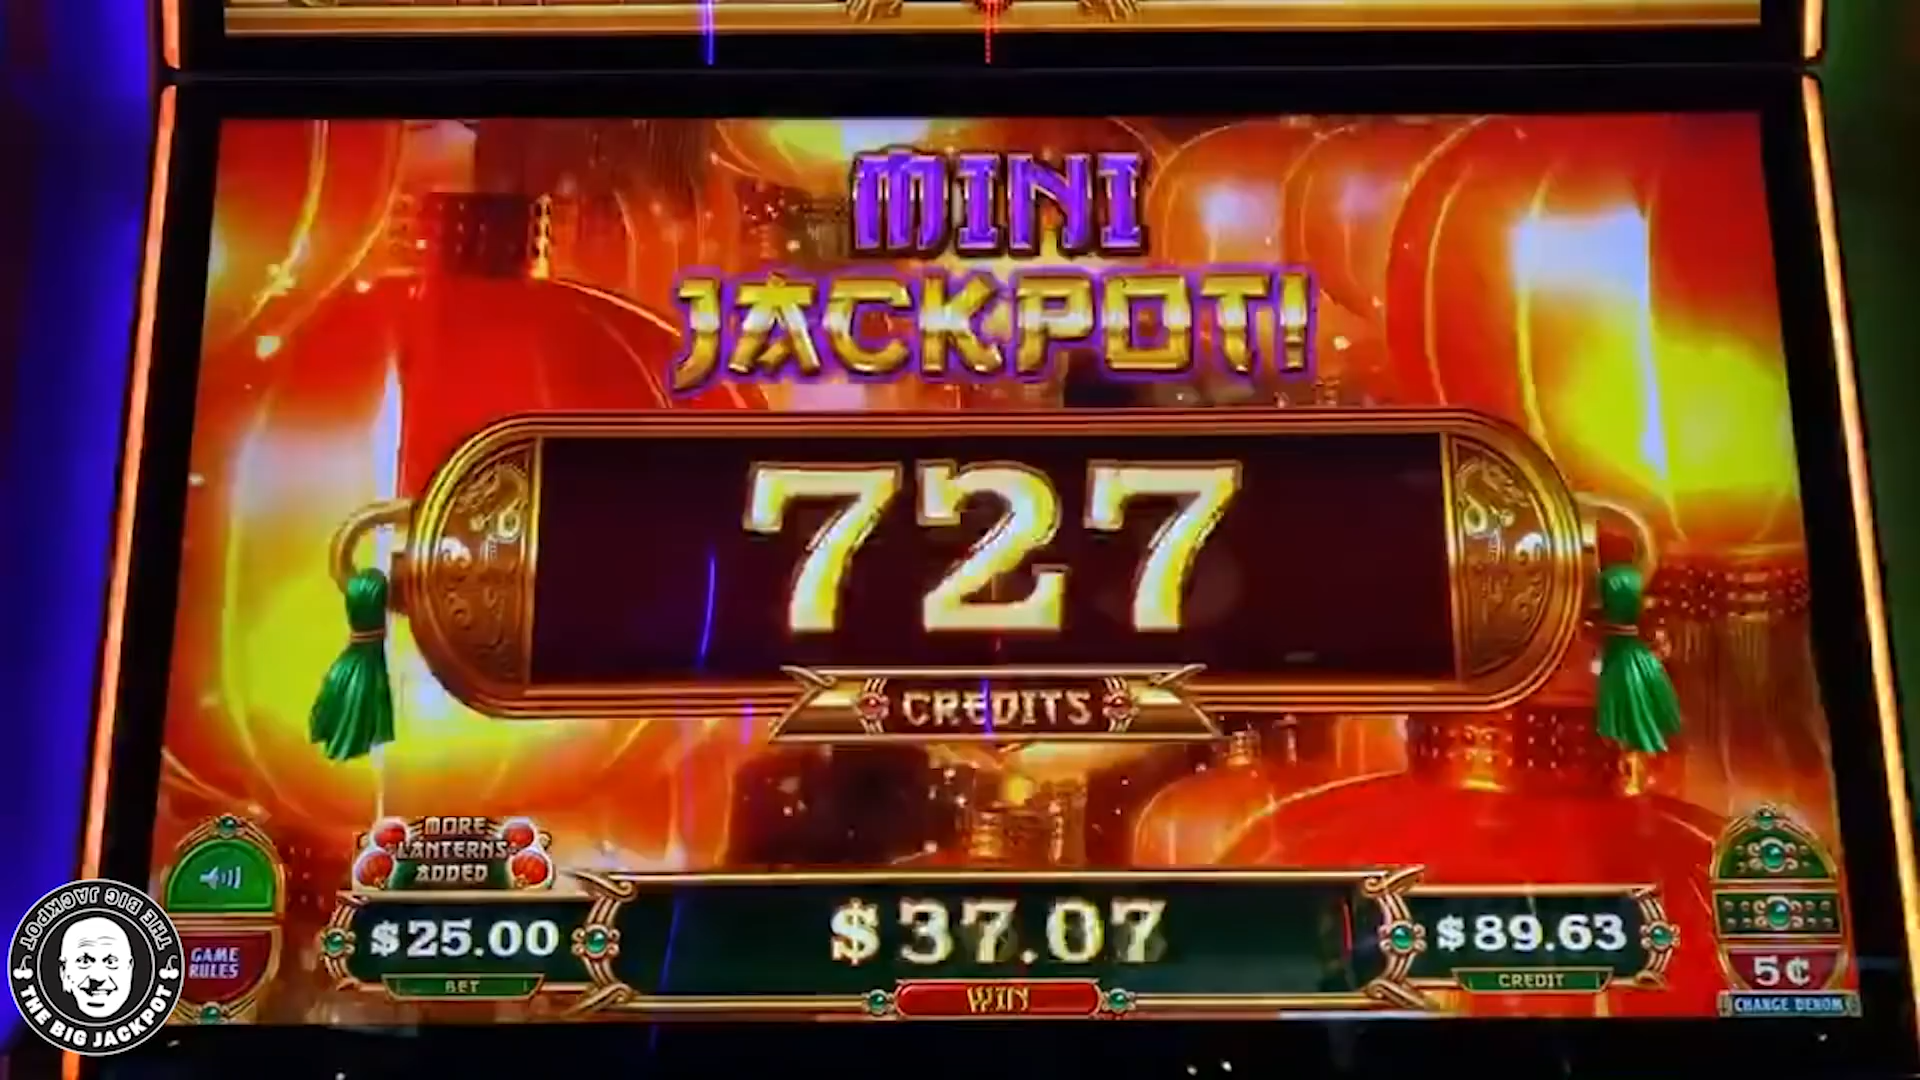 MINI
JACKPOT!
727
CREDITS
MORE
LANTERNS
ADDED
$25.00
BET
$37.07
WIN
$89.63
CREDIT
GAME
RULES
5¢
CHANGE DENOM
THE BIG JACKPOT
THE BIG JACKPOT